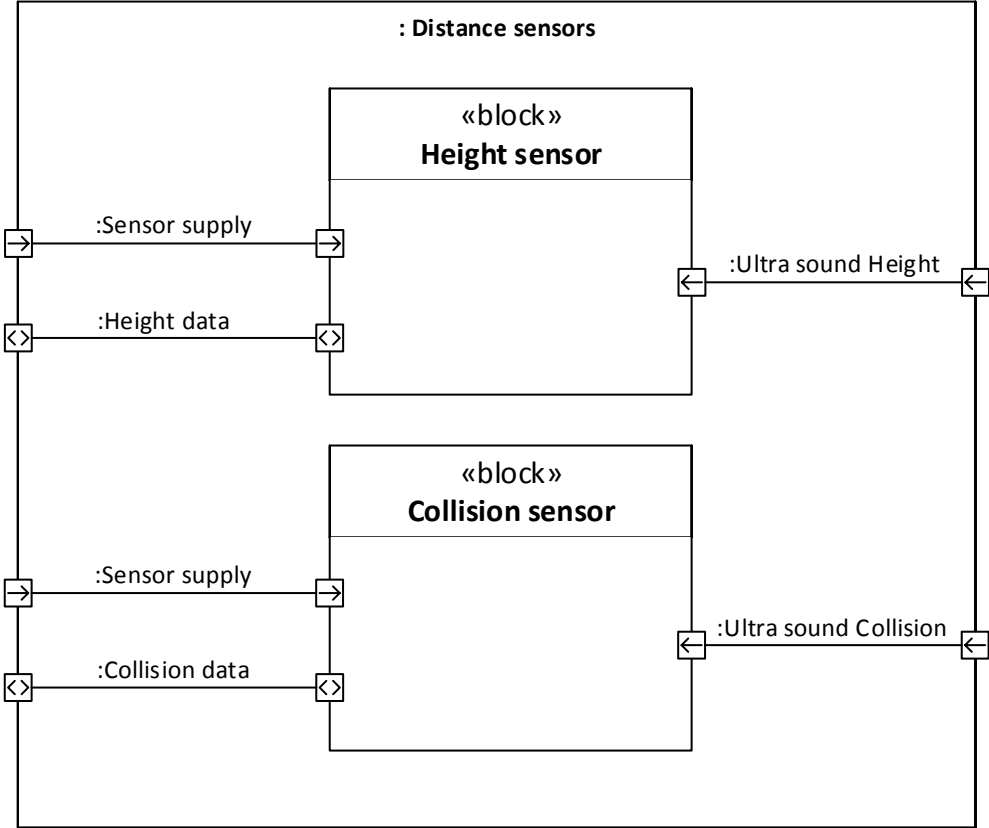 : Distance sensors
«block»
Height sensor
:Sensor supply
:Ultra sound Height
:Height data
«block»
Collision sensor
:Sensor supply
:Ultra sound Collision
:Collision data